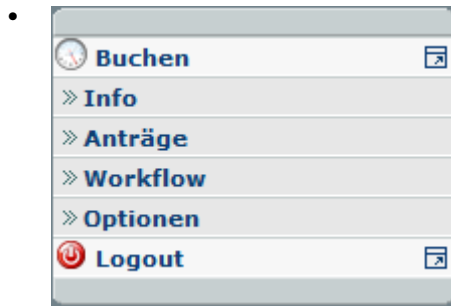 Buchen
» Info
» Anträge
» Workflow
» Optionen
Logout